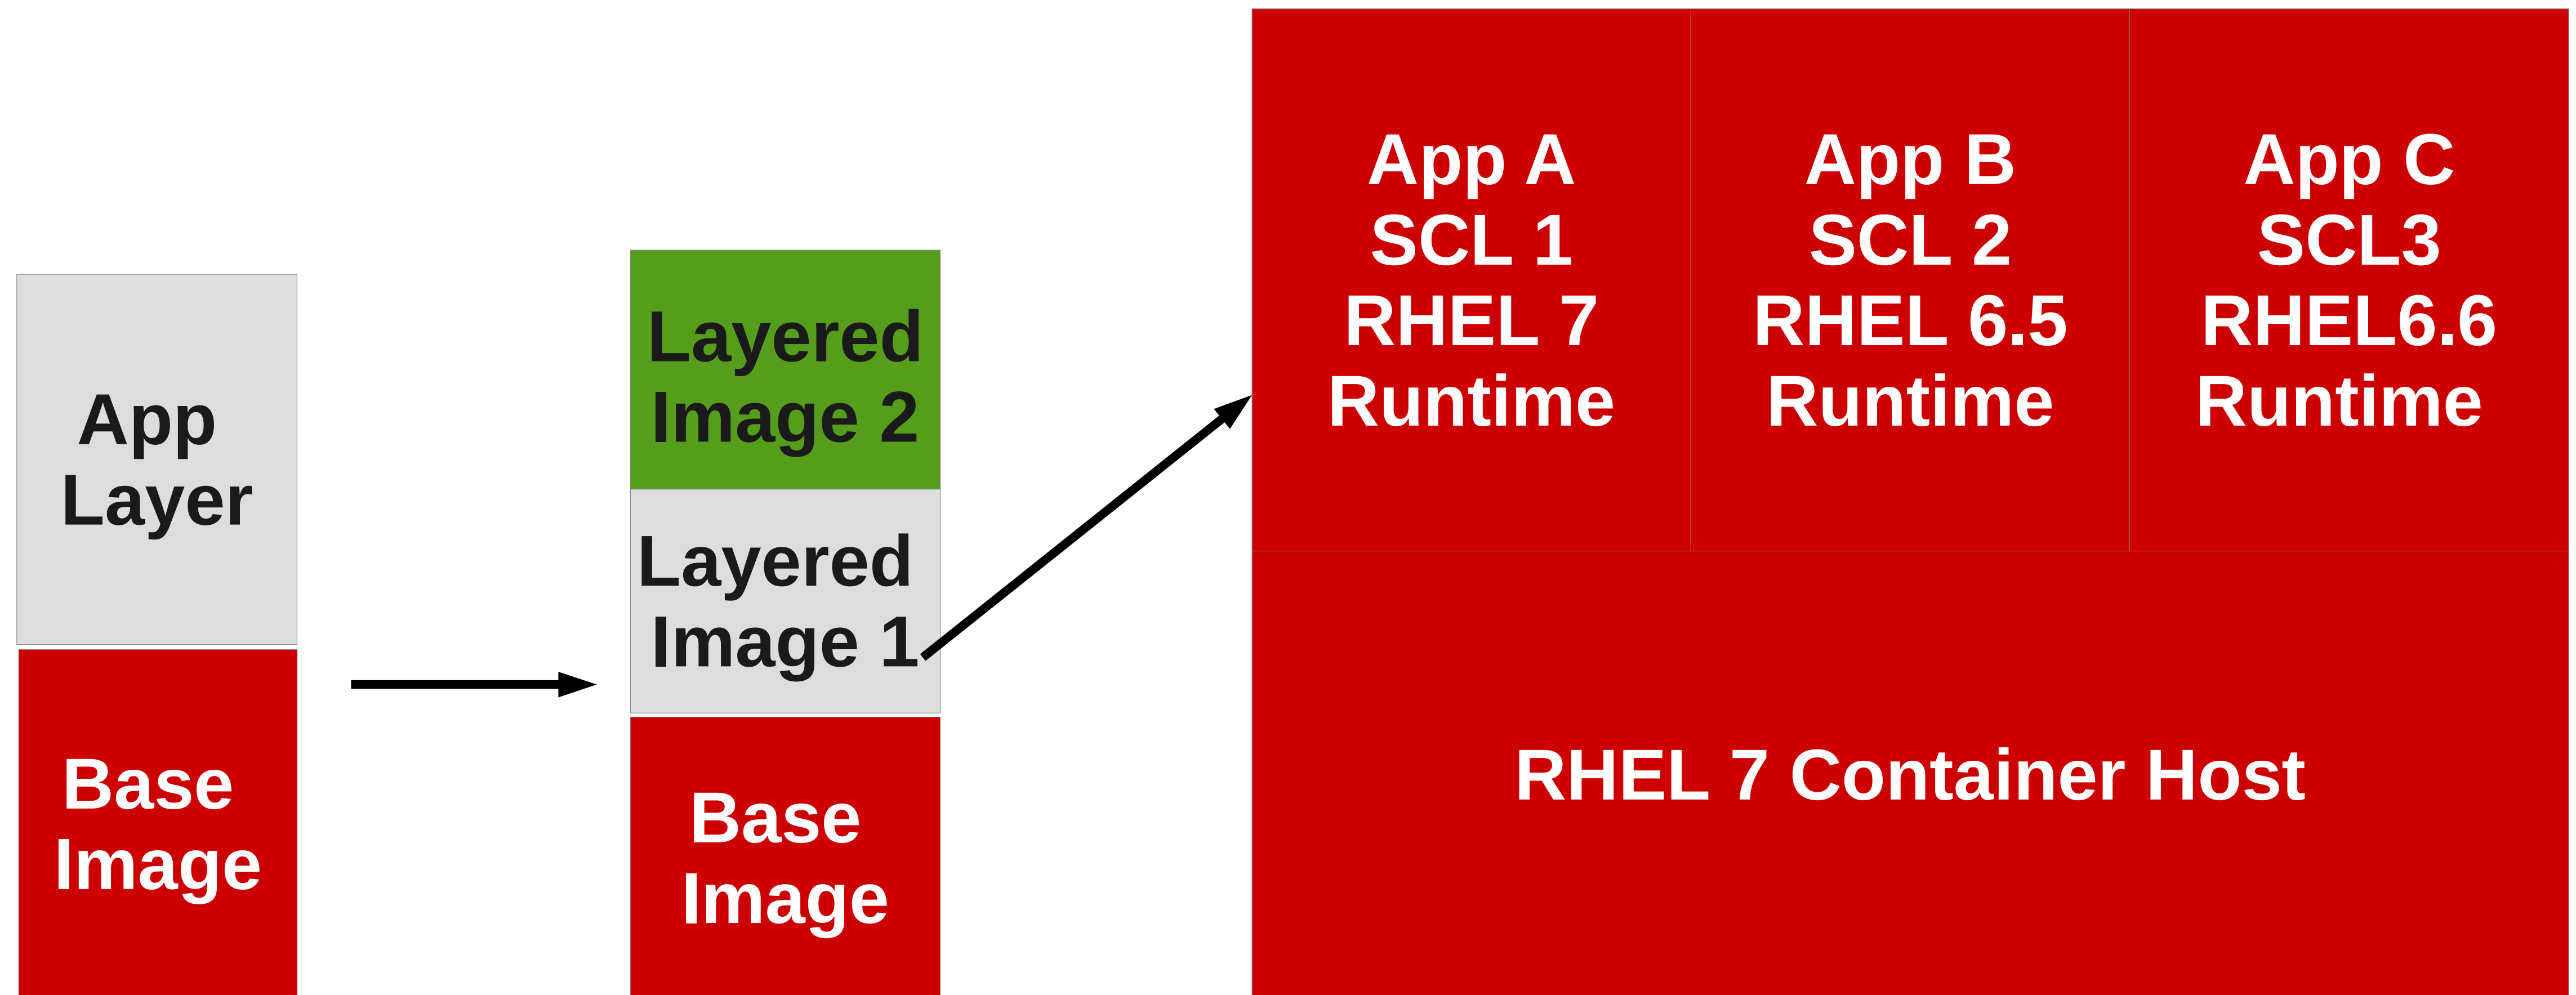 App
Layer
Base
Image
Layered
Image 2
Layered
Image 1
Base
Image
App A
SCL 1
RHEL 7
Runtime
App B
SCL 2
RHEL 6.5
Runtime
App C
SCL3
RHEL6.6
Runtime
RHEL 7 Container Host